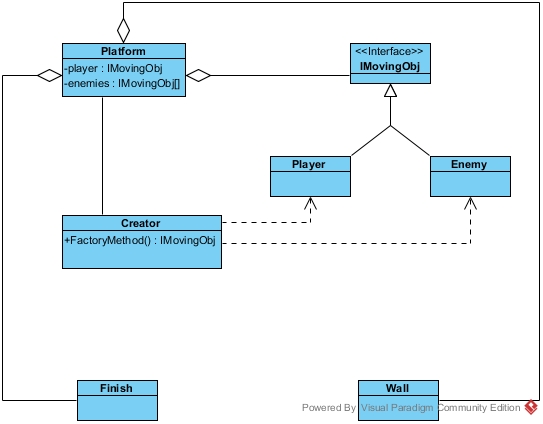 Platform
-player : IMovingObj
-enemies : IMovingObj[]
<<Interface>>
IMovingObj
Player
Enemy
Creator
+FactoryMethod() : IMovingObj
Finish
Wall
Powered By Visual Paradigm Community Edition